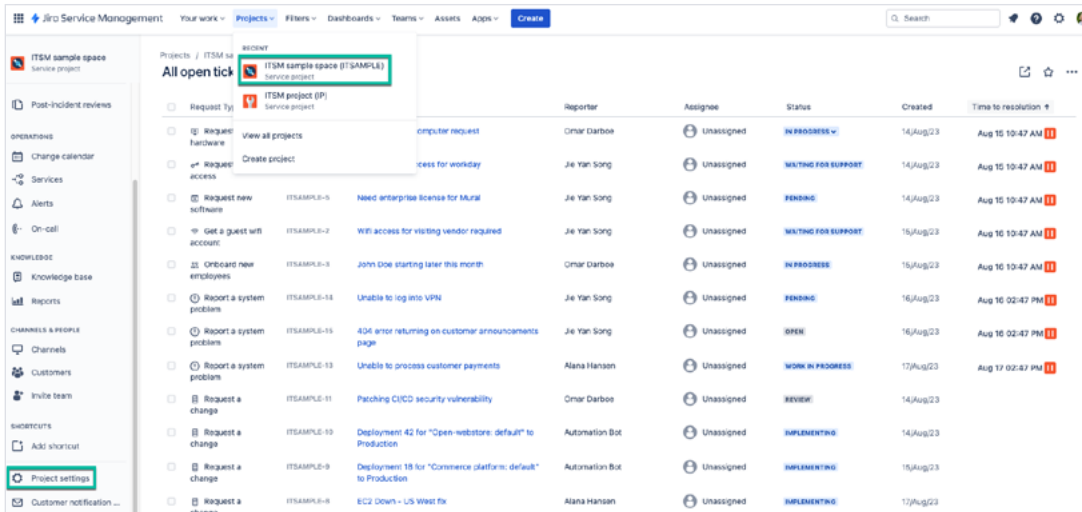 Jira Service Management Your work Projects Filters Dashboards Teams Assets Apps Create Search
ITSM sample space
Service project
Post-incident reviews
OPERATIONS
Change calendar
Services
Alerts
On-call
KNOWLEDGE
Knowledge base
Reports
CHANNELS & PEOPLE
Channels
Customers
Invite team
SHORTCUTS
Add shortcut
Project settings
Customer notification ...
Projects / ITSM sa
All open tick
RECENT
ITSM sample space (ITSAMPLE)
Service project
ITSM project (IP)
Service project
View all projects
Create project
Request Ty Reporter Assignee Status Created Time to resolution ↑
Request computer request Omar Darboe Unassigned IN PROGRESS 14/Aug/23 Aug 15 10:47 AM
hardware
Request cess for workday Jie Yan Song Unassigned WAITING FOR SUPPORT 14/Aug/23 Aug 15 10:47 AM
access
Request new ITSAMPLE-5 Need enterprise license for Mural Jie Yan Song Unassigned PENDING 14/Aug/23 Aug 15 10:47 AM
software
Get a guest wifi ITSAMPLE-2 Wifi access for visiting vendor required Jie Yan Song Unassigned WAITING FOR SUPPORT 15/Aug/23 Aug 16 10:47 AM
account
Onboard new ITSAMPLE-3 John Doe starting later this month Omar Darboe Unassigned IN PROGRESS 15/Aug/23 Aug 16 10:47 AM
employees
Report a system ITSAMPLE-14 Unable to log into VPN Jie Yan Song Unassigned PENDING 16/Aug/23 Aug 16 02:47 PM
problem
Report a system ITSAMPLE-15 404 error returning on customer announcements Jie Yan Song Unassigned OPEN 16/Aug/23 Aug 16 02:47 PM
problem page
Report a system ITSAMPLE-13 Unable to process customer payments Alana Hansen Unassigned WORK IN PROGRESS 17/Aug/23 Aug 17 02:47 PM
problem
Request a ITSAMPLE-11 Patching CI/CD security vulnerability Omar Darboe Unassigned REVIEW 14/Aug/23
change
Request a ITSAMPLE-10 Deployment 42 for "Open-webstore: default" to Automation Bot Unassigned IMPLEMENTING 14/Aug/23
change Production
Request a ITSAMPLE-9 Deployment 18 for "Commerce platform: default" Automation Bot Unassigned IMPLEMENTING 15/Aug/23
change to Production
Request a ITSAMPLE-8 EC2 Down - US West fix Alana Hansen Unassigned IMPLEMENTING 17/Aug/23